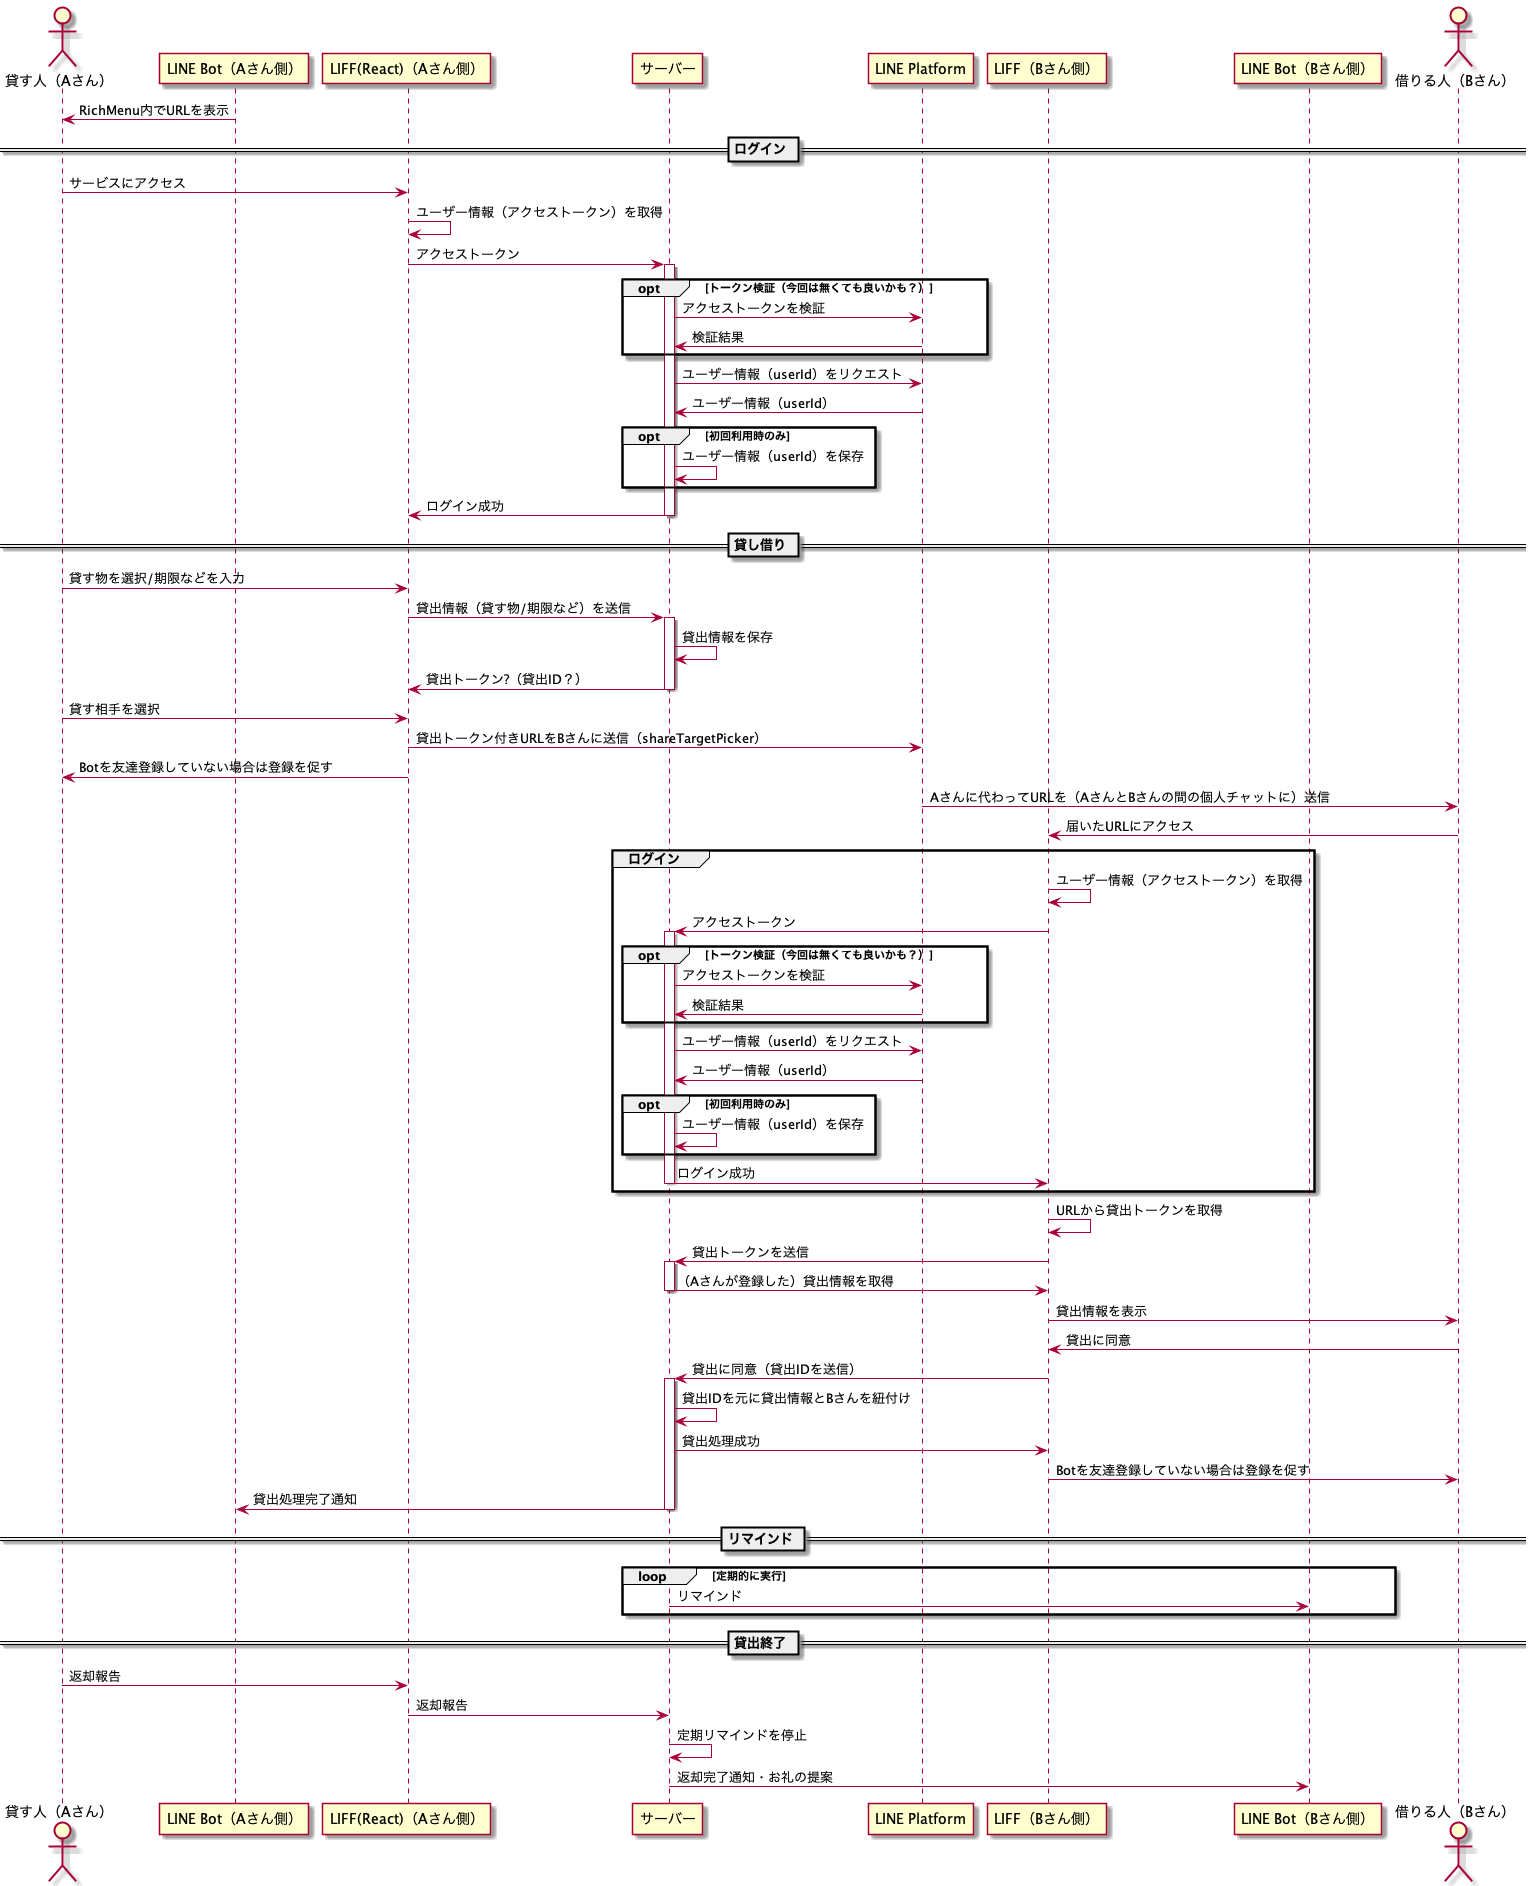 貸す人（Aさん）
LINE Bot（Aさん側）
LIFF(React)（Aさん側）
サーバー
LINE Platform
LIFF（Bさん側）
LINE Bot（Bさん側）
借りる人（Bさん）
RichMenu内でURLを表示
ログイン
サービスにアクセス
ユーザー情報（アクセストークン）を取得
アクセストークン
opt [トークン検証（今回は無くても良いかも？）]
アクセストークンを検証
検証結果
ユーザー情報（userId）をリクエスト
ユーザー情報（userId）
opt [初回利用時のみ]
ユーザー情報（userId）を保存
ログイン成功
貸し借り
貸す物を選択/期限などを入力
貸出情報（貸す物/期限など）を送信
貸出情報を保存
貸出トークン?（貸出ID？）
貸す相手を選択
貸出トークン付きURLをBさんに送信（shareTargetPicker）
Botを友達登録していない場合は登録を促す
Aさんに代わってURLを（AさんとBさんの間の個人チャットに）送信
届いたURLにアクセス
ログイン
ユーザー情報（アクセストークン）を取得
アクセストークン
opt [トークン検証（今回は無くても良いかも？）]
アクセストークンを検証
検証結果
ユーザー情報（userId）をリクエスト
ユーザー情報（userId）
opt [初回利用時のみ]
ユーザー情報（userId）を保存
ログイン成功
URLから貸出トークンを取得
貸出トークンを送信
（Aさんが登録した）貸出情報を取得
貸出情報を表示
貸出に同意
貸出に同意（貸出IDを送信）
貸出IDを元に貸出情報とBさんを紐付け
貸出処理成功
Botを友達登録していない場合は登録を促す
貸出処理完了通知
リマインド
loop [定期的に実行]
リマインド
貸出終了
返却報告
返却報告
定期リマインドを停止
返却完了通知・お礼の提案
貸す人（Aさん）
LINE Bot（Aさん側）
LIFF(React)（Aさん側）
サーバー
LINE Platform
LIFF（Bさん側）
LINE Bot（Bさん側）
借りる人（Bさん）